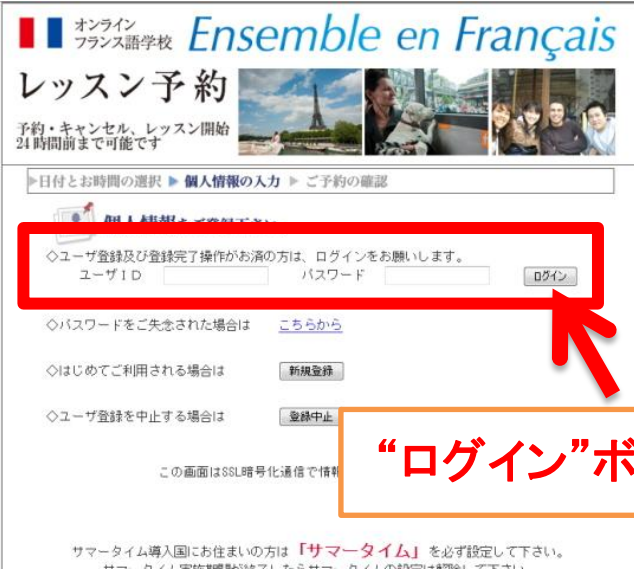 オンライン
フランス語学校 Ensemble en Français
レッスン予約
予約・キャンセル、レッスン開始
24時間前まで可能です
▶日付とお時間の選択 ▶ 個人情報の入力 ▶ ご予約の確認
◇ユーザ登録及び登録完了操作がお済の方は、ログインをお願いします。
ユーザID パスワード ログイン
◇パスワードをご失念された場合は こちらから
◇はじめてご利用される場合は 新規登録
◇ユーザ登録を中止する場合は 登録中止
“ログイン”ボ
この画面はSSL暗号化通信で情報
サマータイム導入国にお住まいの方は「サマータイム」を必ず設定して下さい。